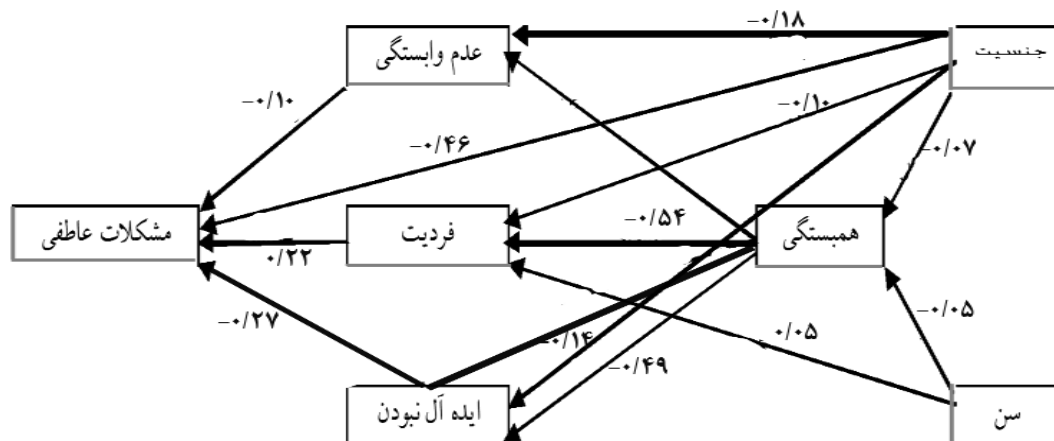 -۰/۱۸
جنسیت
عدم وابستگی
-۰/۱۰
-۰/۱۰
-۰/۴۶
-۰/۰۷
مشکلات عاطفی
فردیت
-۰/۵۴
همبستگی
۰/۲۲
-۰/۲۷
-۰/۱۴
۰/۰۵
-۰/۰۵
-۰/۴۹
ایده آل نبودن
سن